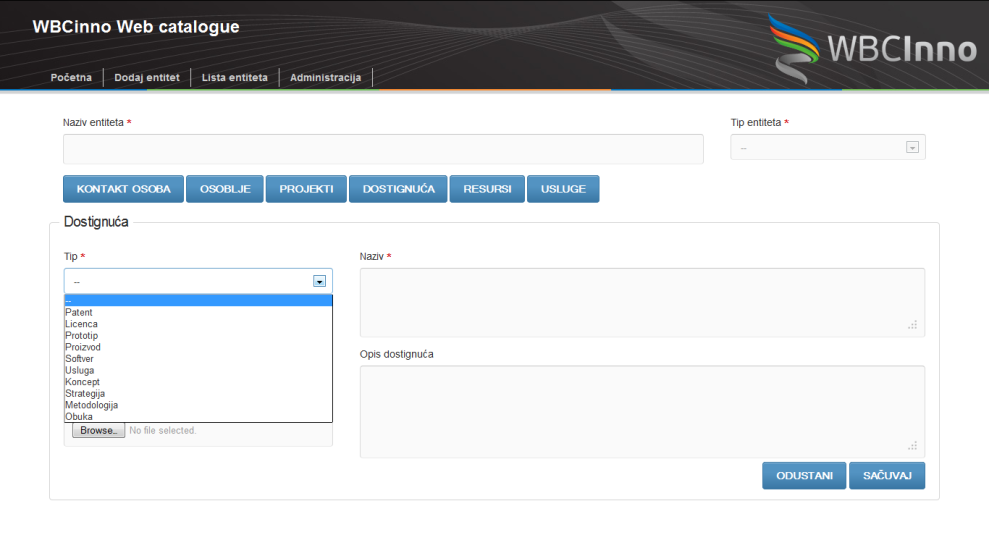 WBCinno Web catalogue
WBCInno
Početna Dodaj entitet Lista entiteta Administracija
Naziv entiteta * Tip entiteta *
--
KONTAKT OSOBA OSOBLJE PROJEKTI DOSTIGNUĆA RESURSI USLUGE
Dostignuća
Tip * Naziv *
--
--
Patent
Licenca
Prototip
Proizvod
Softver
Usluga
Koncept
Strategija
Metodologija
Obuka
Opis dostignuća
Browse... No file selected.
ODUSTANI SAČUVAJ